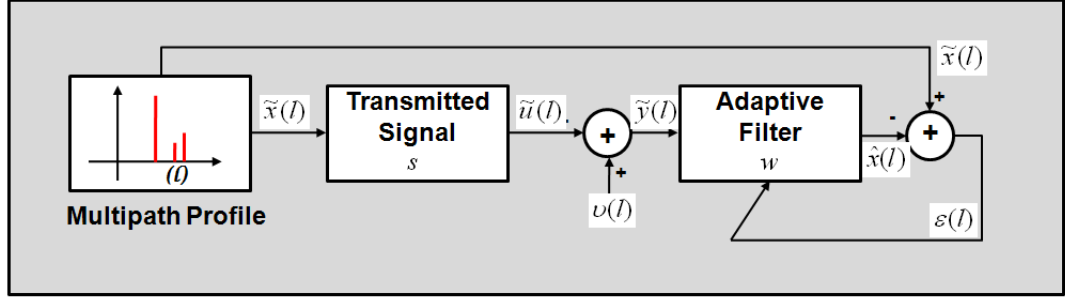 x̃(l)
(l)
Multipath Profile
x̃(l)
Transmitted
Signal
s
ũ(l).
+
+
υ(l)
ỹ(l)
Adaptive
Filter
w
-
x̂(l)
+
+
ε(l)